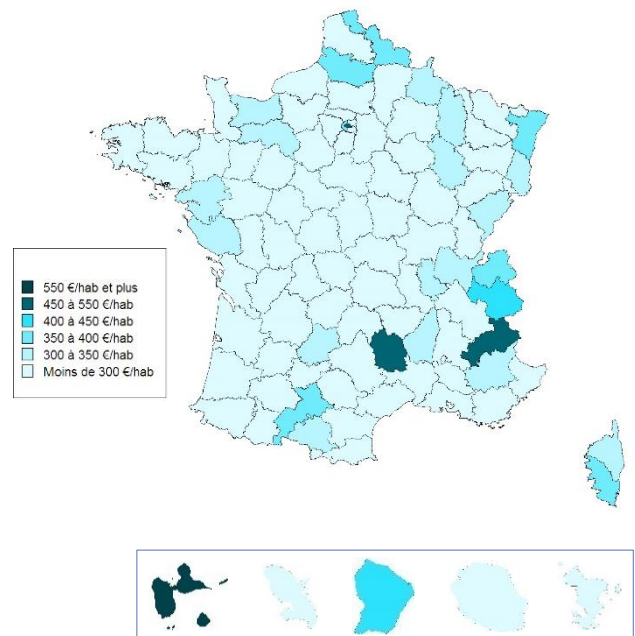 550 €/hab et plus
450 à 550 €/hab
400 à 450 €/hab
350 à 400 €/hab
300 à 350 €/hab
Moins de 300 €/hab